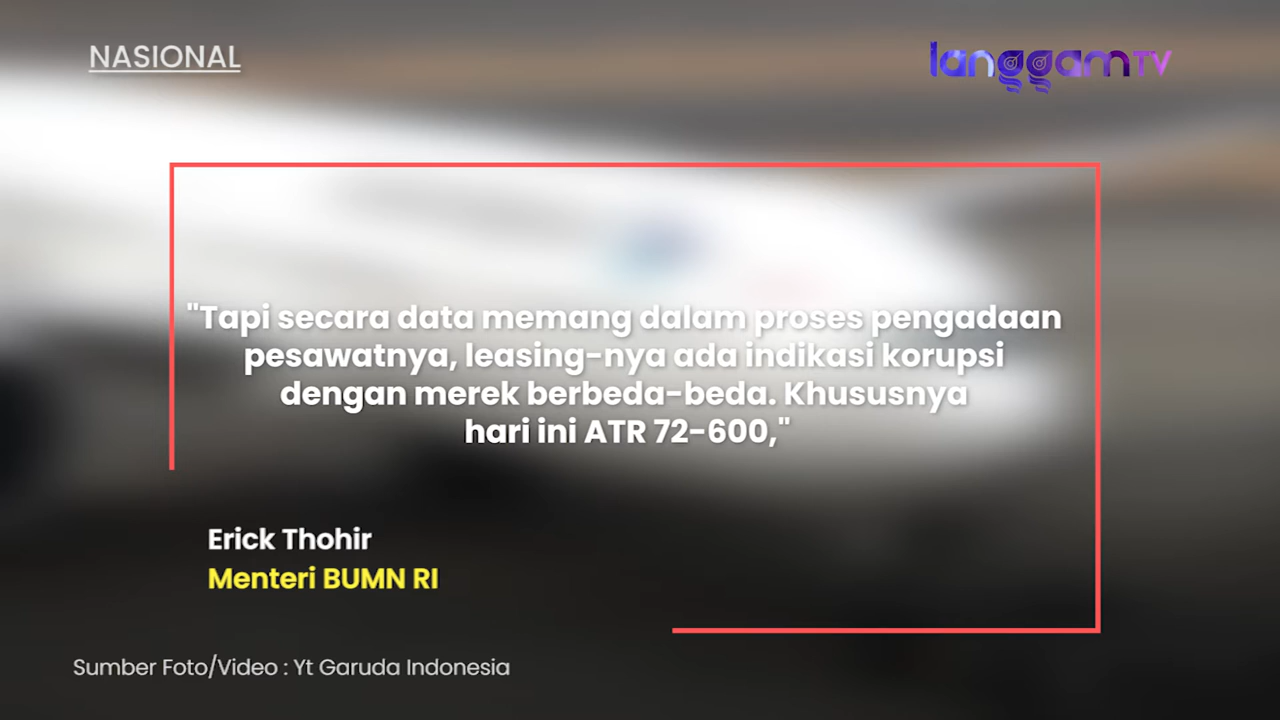 NASIONAL
langgamTV
"Tapi secara data memang dalam proses pengadaan
pesawatnya, leasing-nya ada indikasi korupsi
dengan merek berbeda-beda. Khususnya
hari ini ATR 72-600,"
Erick Thohir
Menteri BUMN RI
Sumber Foto/Video : Yt Garuda Indonesia